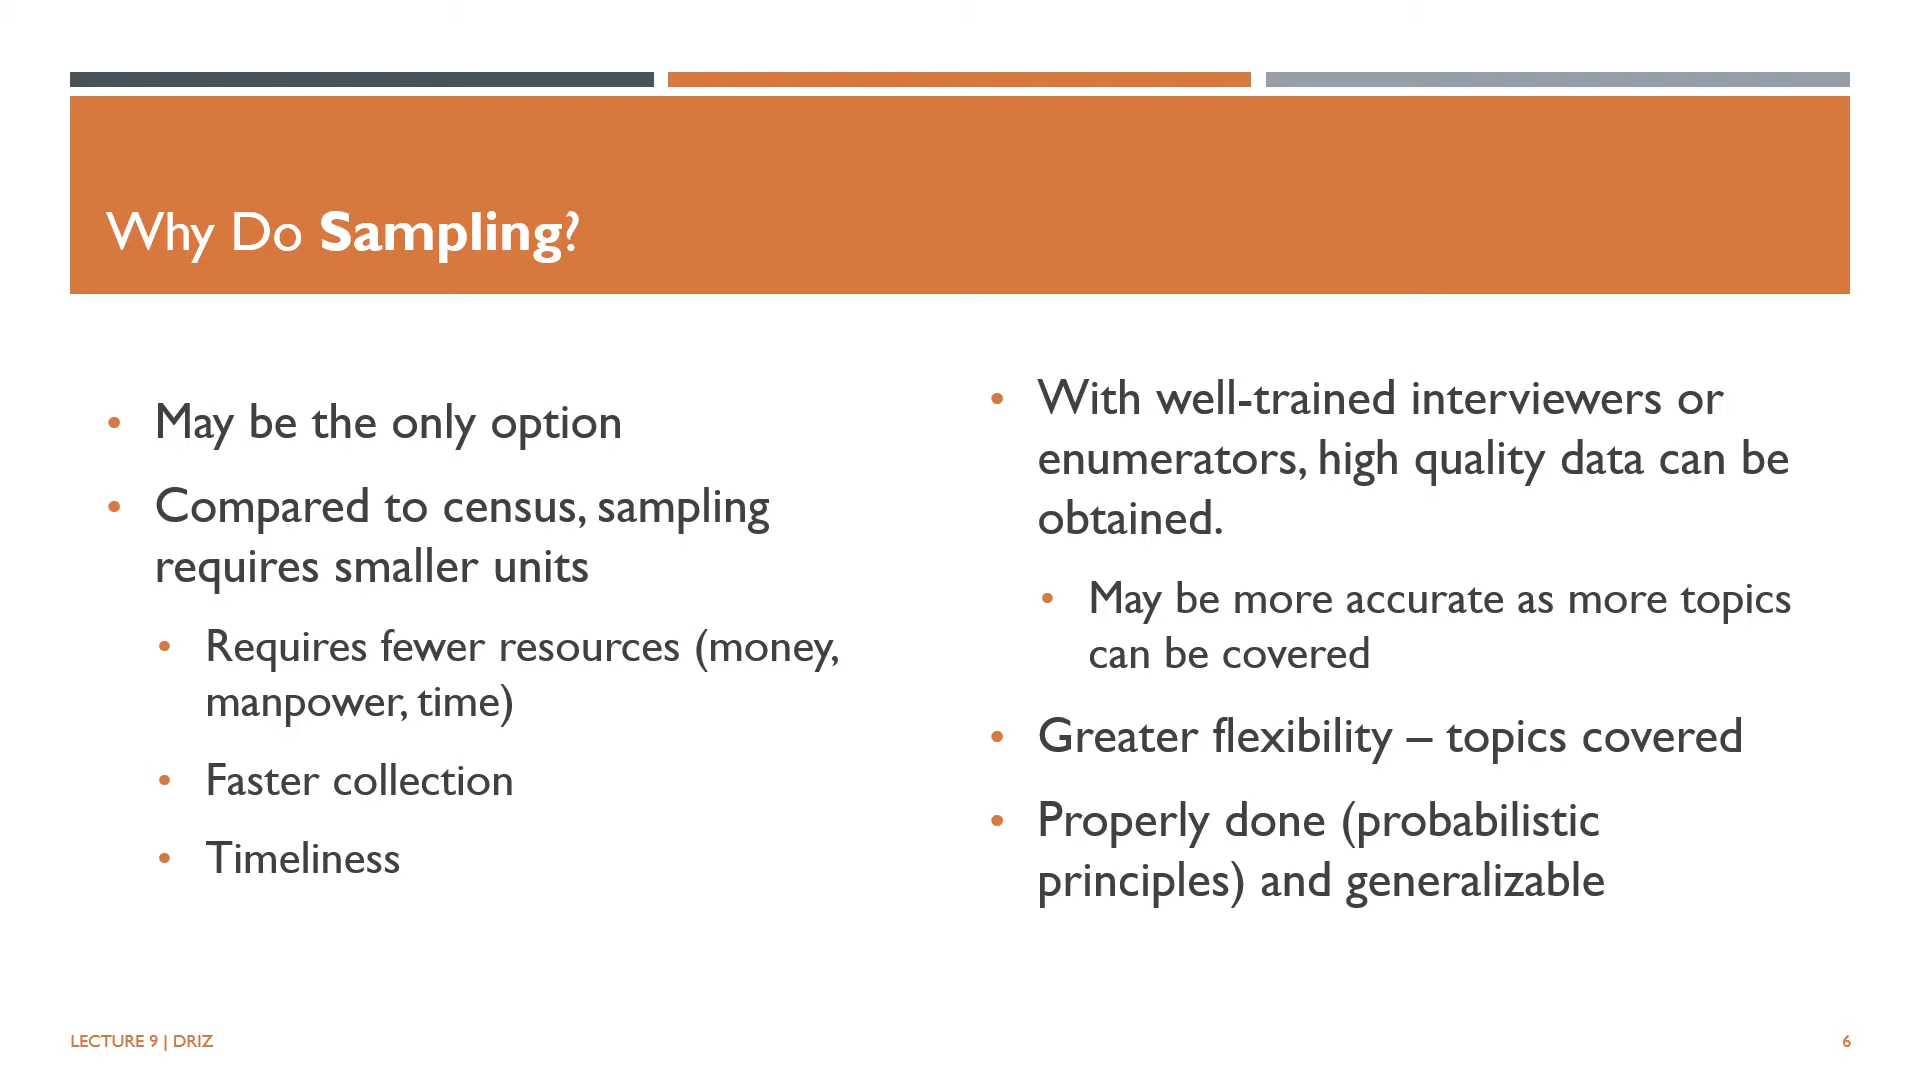 Why Do Sampling?
• May be the only option
• Compared to census, sampling
requires smaller units
• Requires fewer resources (money,
manpower, time)
• Faster collection
• Timeliness
• With well-trained interviewers or
enumerators, high quality data can be
obtained.
• May be more accurate as more topics
can be covered
• Greater flexibility – topics covered
• Properly done (probabilistic
principles) and generalizable
LECTURE 9 | DRIZ
6